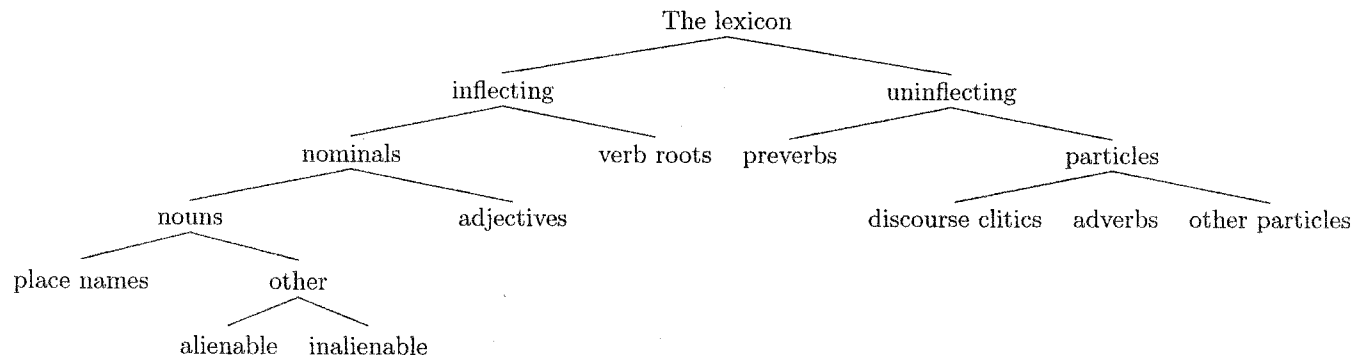 The lexicon
inflecting uninflecting
nominals verb roots preverbs particles
nouns adjectives discourse clitics adverbs other particles
place names other
alienable inalienable